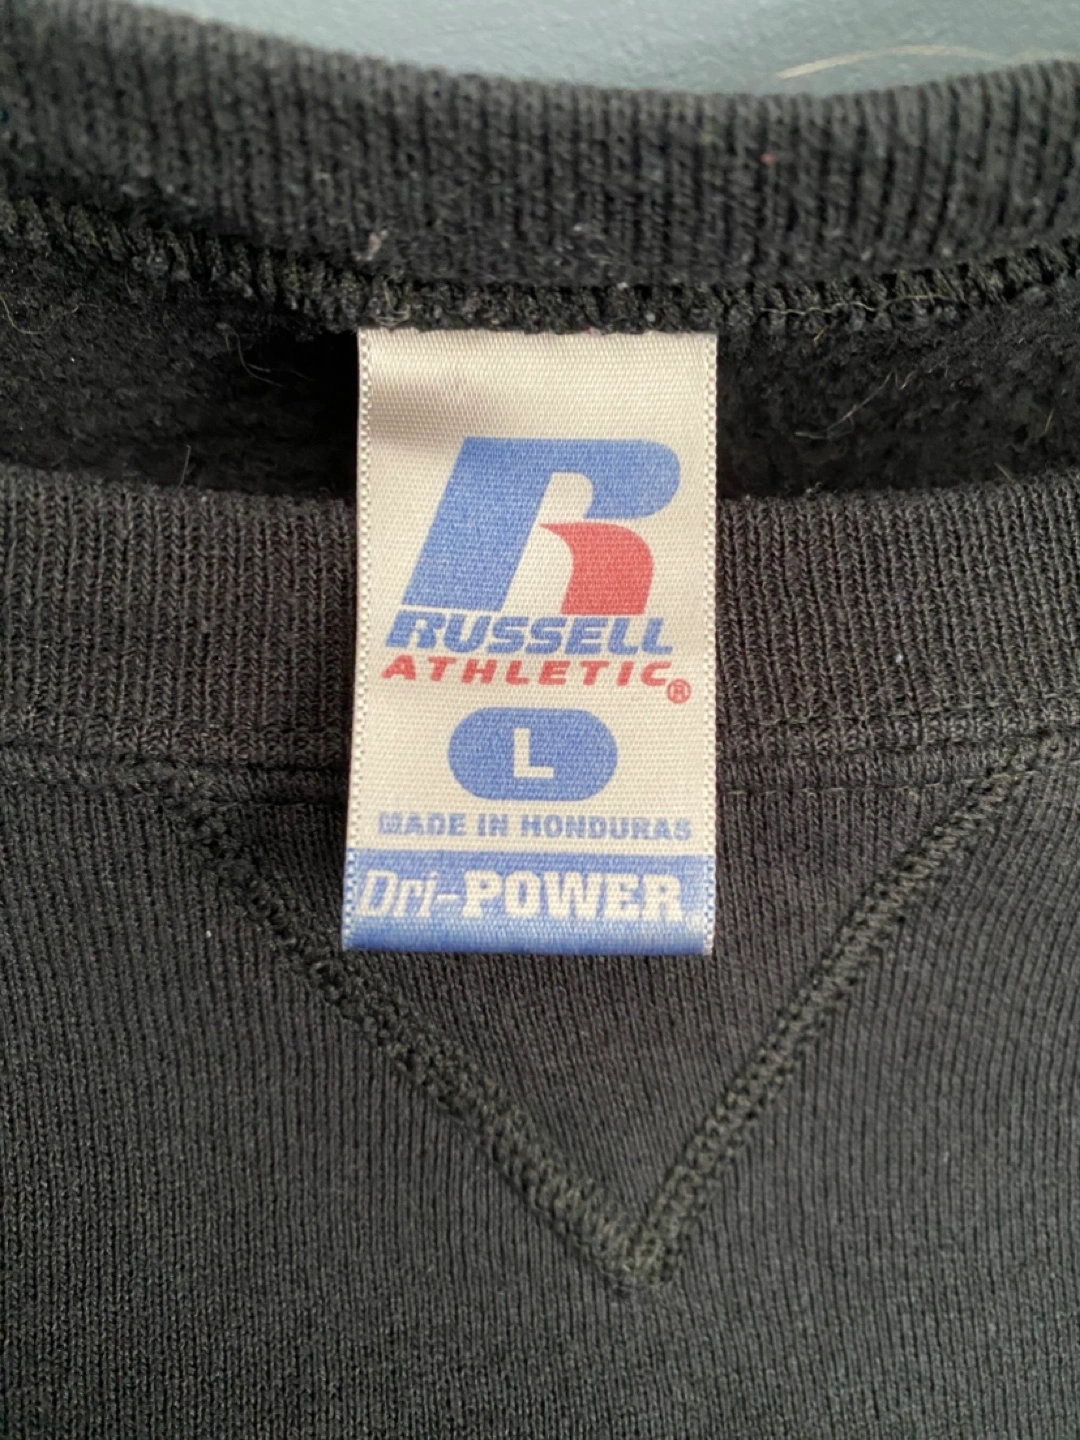 R
RUSSELL
ATHLETIC®
L
MADE IN HONDURAS
Dri-POWER